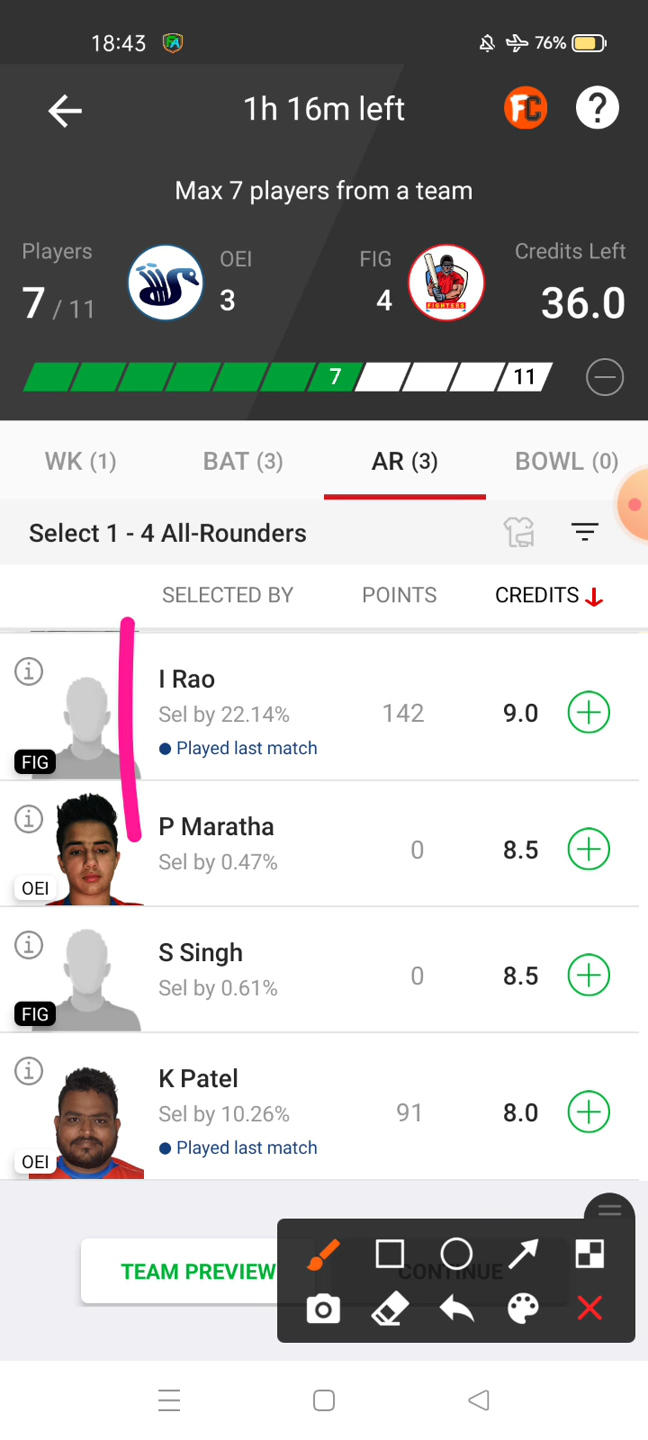 18:43 FA 76%
1h 16m left FC ?
Max 7 players from a team
Players OEI FIG Credits Left
7 / 11 3 4 36.0
FIGHTERS
7 11
WK (1) BAT (3) AR (3) BOWL (0)
Select 1 - 4 All-Rounders
SELECTED BY POINTS CREDITS
I Rao
Sel by 22.14% 142 9.0
Played last match
FIG
P Maratha
Sel by 0.47% 0 8.5
OEI
S Singh
Sel by 0.61% 0 8.5
FIG
K Patel
Sel by 10.26% 91 8.0
Played last match
OEI
TEAM PREVIEW CONTINUE